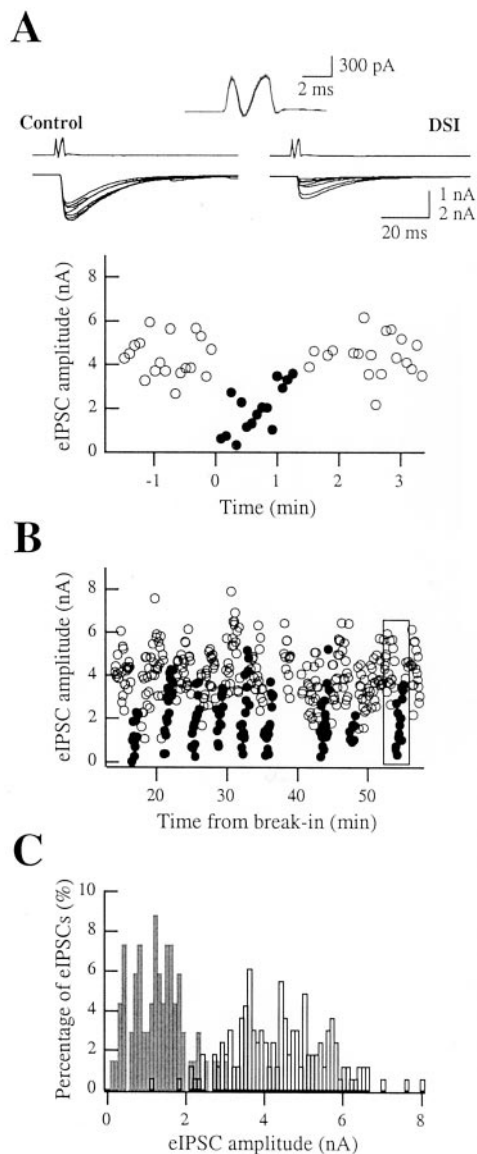 A
300 pA
2 ms
Control
DSI
1 nA
2 nA
20 ms
eIPSC amplitude (nA)
8
6
4
2
0
-1 0 1 2 3
Time (min)
B
eIPSC amplitude (nA)
8
6
4
2
0
20 30 40 50
Time from break-in (min)
C
Percentage of eIPSCs (%)
10
8
6
4
2
0
0 2 4 6 8
eIPSC amplitude (nA)